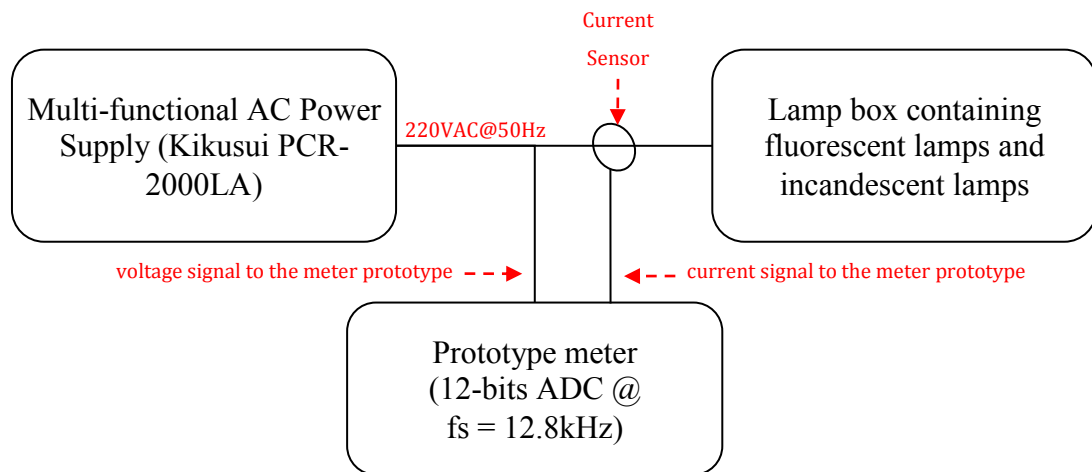 Current
Sensor
Multi-functional AC Power
Supply (Kikusui PCR-
2000LA)
220VAC@50Hz
Lamp box containing
fluorescent lamps and
incandescent lamps
voltage signal to the meter prototype
current signal to the meter prototype
Prototype meter
(12-bits ADC @
fs = 12.8kHz)